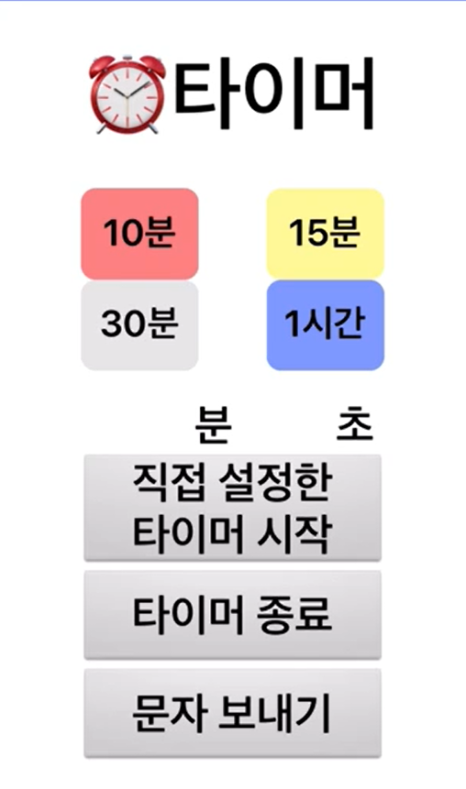 타이머
10분 15분
30분 1시간
분 초
직접 설정한
타이머 시작
타이머 종료
문자 보내기